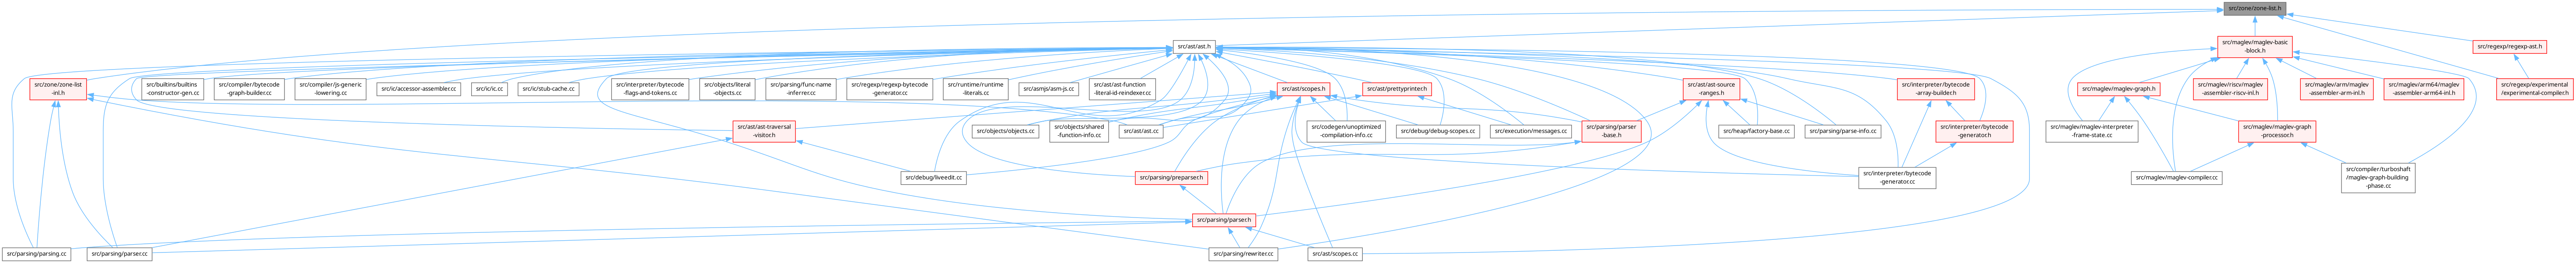 src/zone/zone-list.h
src/ast/ast.h
src/maglev/maglev-basic
-block.h
src/regexp/regexp-ast.h
src/zone/zone-list
-inl.h
src/builtins/builtins
-constructor-gen.cc
src/compiler/bytecode
-graph-builder.cc
src/compiler/js-generic
-lowering.cc
src/ic/accessor-assembler.cc
src/ic/ic.cc
src/ic/stub-cache.cc
src/interpreter/bytecode
-flags-and-tokens.cc
src/objects/literal
-objects.cc
src/parsing/func-name
-inferrer.cc
src/regexp/regexp-bytecode
-generator.cc
src/runtime/runtime
-literals.cc
src/asmjs/asm-js.cc
src/ast/ast-function
-literal-id-reindexer.cc
src/ast/scopes.h
src/ast/prettyprinter.h
src/ast/ast-source
-ranges.h
src/interpreter/bytecode
-array-builder.h
src/maglev/maglev-graph.h
src/maglev/riscv/maglev
-assembler-riscv-inl.h
src/maglev/arm/maglev
-assembler-arm-inl.h
src/maglev/arm64/maglev
-assembler-arm64-inl.h
src/regexp/experimental
/experimental-compiler.h
src/ast/ast-traversal
-visitor.h
src/objects/objects.cc
src/objects/shared
-function-info.cc
src/ast/ast.cc
src/codegen/unoptimized
-compilation-info.cc
src/debug/debug-scopes.cc
src/execution/messages.cc
src/parsing/parser
-base.h
src/heap/factory-base.cc
src/parsing/parse-info.cc
src/interpreter/bytecode
-generator.h
src/maglev/maglev-interpreter
-frame-state.cc
src/maglev/maglev-graph
-processor.h
src/debug/liveedit.cc
src/parsing/preparser.h
src/interpreter/bytecode
-generator.cc
src/maglev/maglev-compiler.cc
src/compiler/turboshaft
/maglev-graph-building
-phase.cc
src/parsing/parser.h
src/parsing/parsing.cc
src/parsing/parser.cc
src/parsing/rewriter.cc
src/ast/scopes.cc